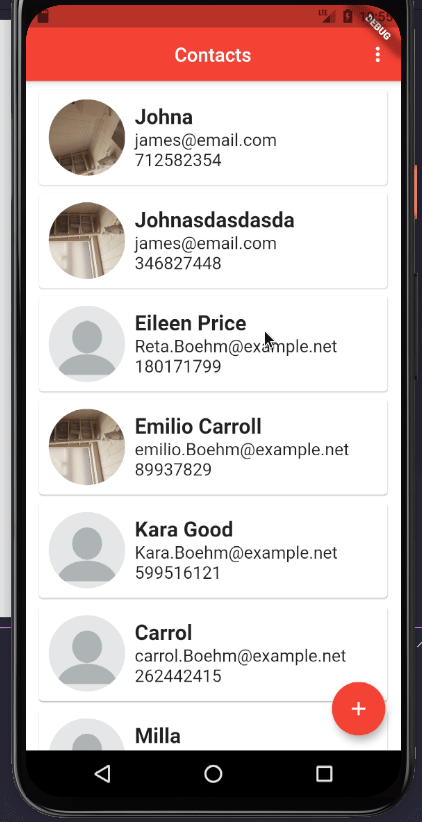 LTE 10:55
DEBUG
Contacts
Johna
james@email.com
712582354
Johnasdasdasda
james@email.com
346827448
Eileen Price
Reta.Boehm@example.net
180171799
Emilio Carroll
emilio.Boehm@example.net
89937829
Kara Good
Kara.Boehm@example.net
599516121
Carrol
carrol.Boehm@example.net
262442415
Milla